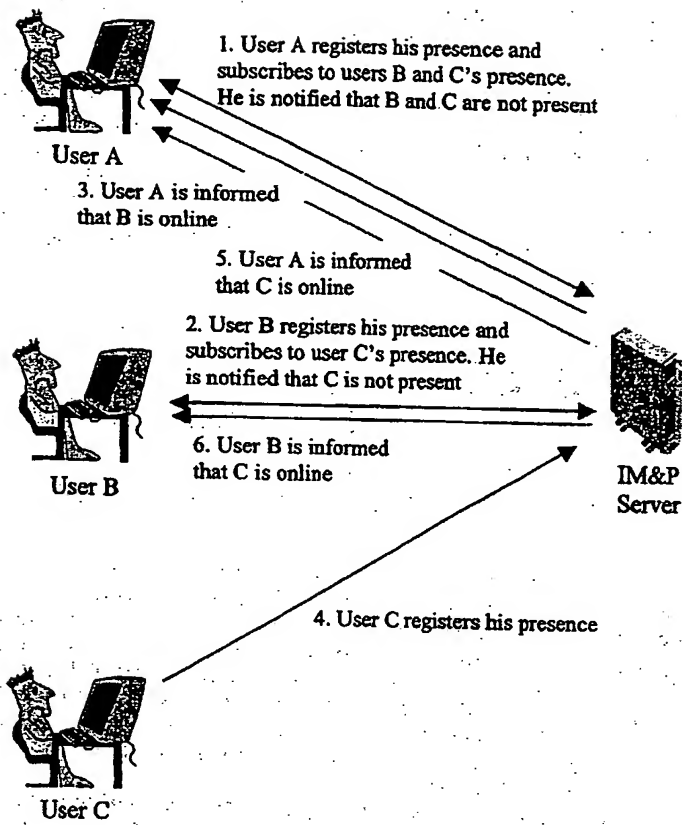 1. User A registers his presence and
subscribes to users B and C's presence.
He is notified that B and C are not present
User A
3. User A is informed
that B is online
5. User A is informed
that C is online
2. User B registers his presence and
subscribes to user C's presence. He
is notified that C is not present
6. User B is informed
that C is online
User B
IM&P
Server
4. User C registers his presence
User C